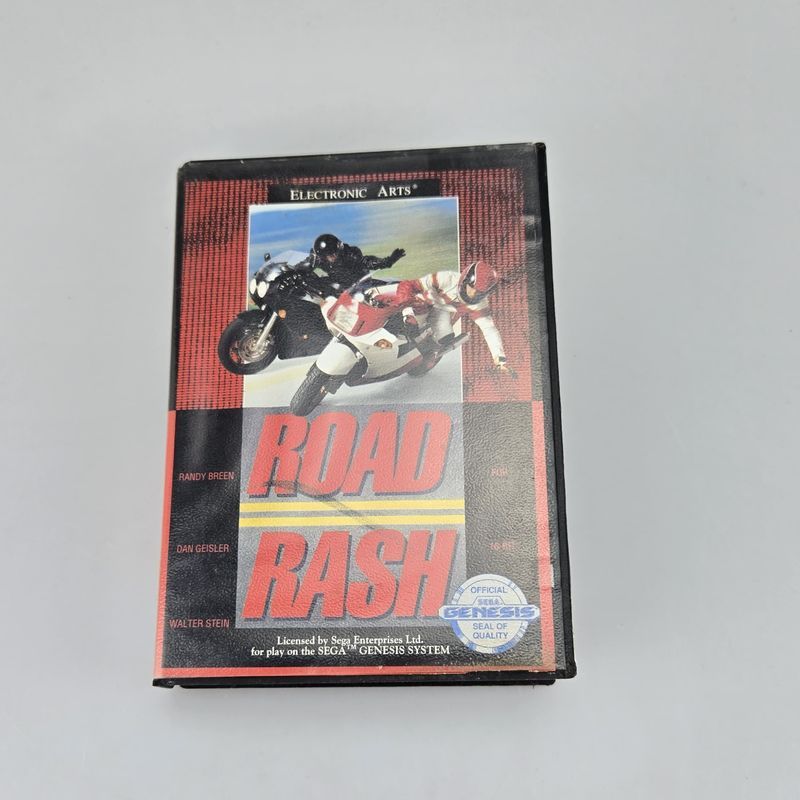 ELECTRONIC ARTS®
ROAD
RASH
RANDY BREEN
DAN GEISLER
WALTER STEIN
FOR
16-BIT
OFFICIAL
SEGA
GENESIS
SEAL OF
QUALITY
Licensed by Sega Enterprises Ltd.
for play on the SEGA™ GENESIS SYSTEM